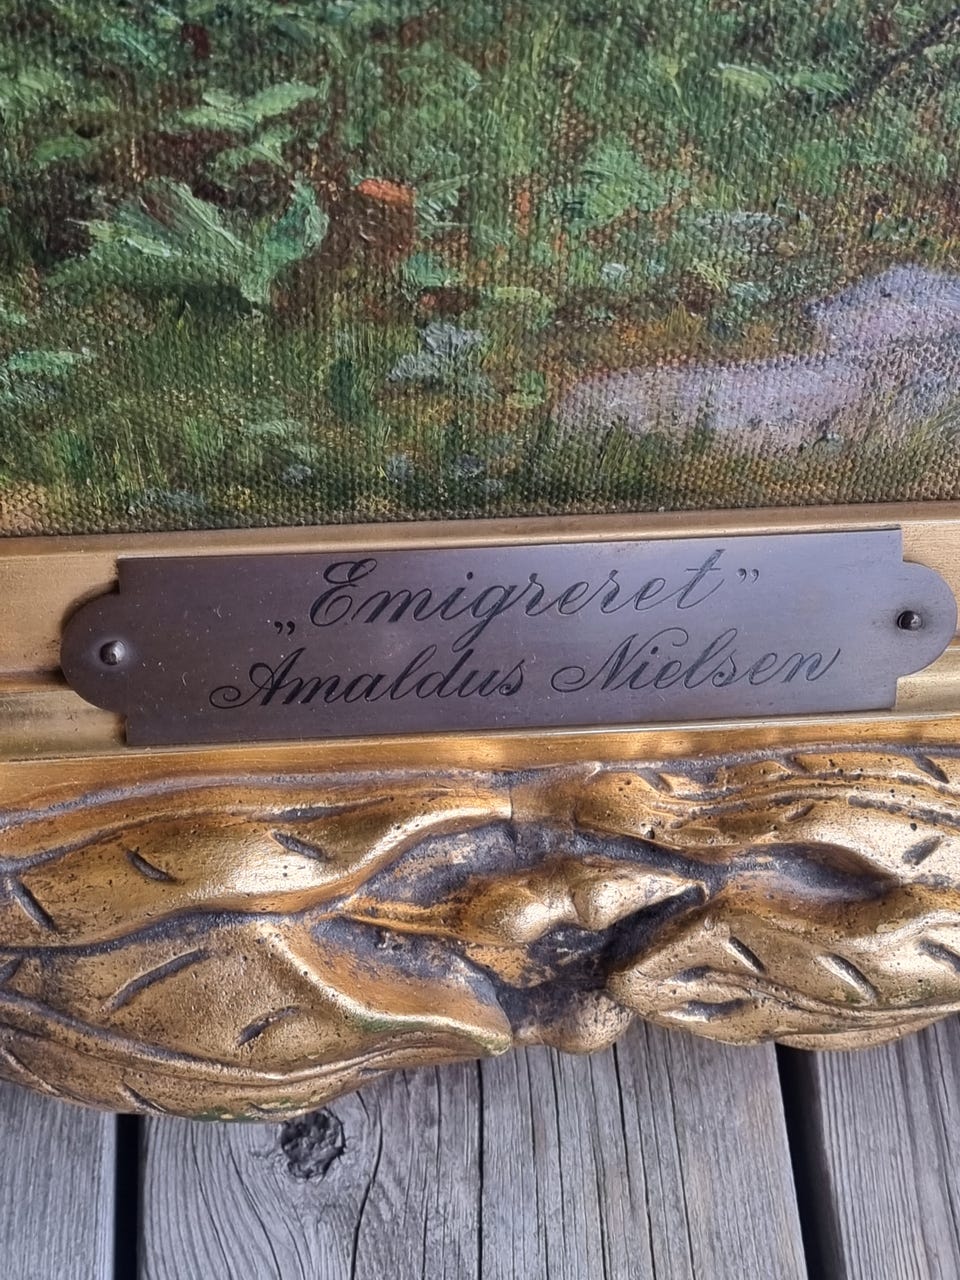 „Emigreret”
Amaldus Nielsen